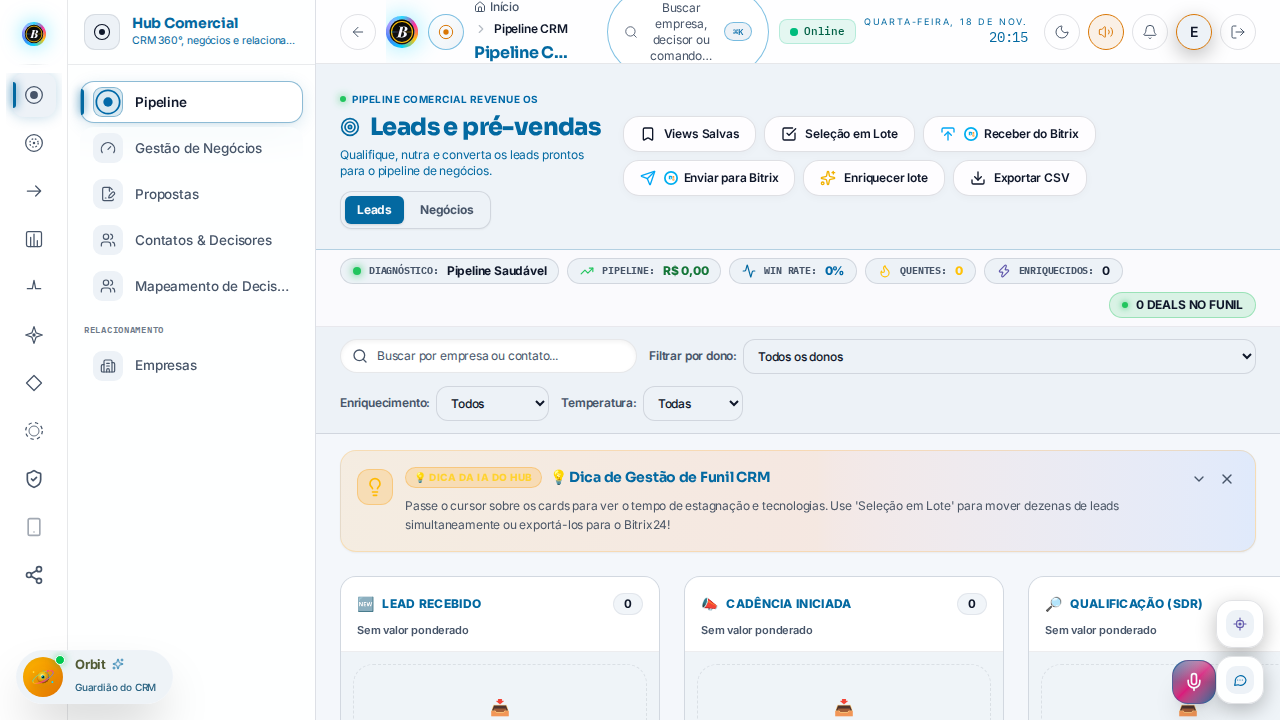 Hub Comercial
CRM 360°, negócios e relaciona...
Pipeline
Gestão de Negócios
Propostas
Contatos & Decisores
Mapeamento de Decis...
RELACIONAMENTO
Empresas
Orbit
Guardião do CRM
Início
Pipeline CRM
Pipeline C...
Buscar
empresa,
decisor ou
comando...
⌘K
Online
QUARTA-FEIRA, 18 DE NOV.
20:15
E
PIPELINE COMERCIAL REVENUE OS
Leads e pré-vendas
Qualifique, nutra e converta os leads prontos
para o pipeline de negócios.
Leads
Negócios
Views Salvas
Seleção em Lote
Receber do Bitrix
Enviar para Bitrix
Enriquecer lote
Exportar CSV
DIAGNÓSTICO: Pipeline Saudável
PIPELINE: R$ 0,00
WIN RATE: 0%
QUENTES: 0
ENRIQUECIDOS: 0
0 DEALS NO FUNIL
Buscar por empresa ou contato...
Filtrar por dono: Todos os donos
Enriquecimento: Todos
Temperatura: Todas
💡 DICA DA IA DO HUB
💡 Dica de Gestão de Funil CRM
Passe o cursor sobre os cards para ver o tempo de estagnação e tecnologias. Use 'Seleção em Lote' para mover dezenas de leads
simultaneamente ou exportá-los para o Bitrix24!
🆕 LEAD RECEBIDO 0
Sem valor ponderado
📣 CADÊNCIA INICIADA 0
Sem valor ponderado
🔎 QUALIFICAÇÃO (SDR)
Sem valor ponderado